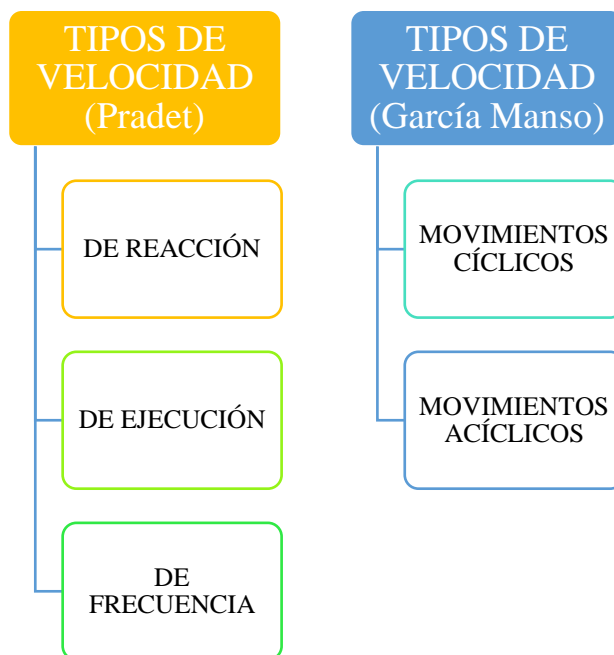 TIPOS DE
VELOCIDAD
(Pradet)
DE REACCIÓN
DE EJECUCIÓN
DE
FRECUENCIA
TIPOS DE
VELOCIDAD
(García Manso)
MOVIMIENTOS
CÍCLICOS
MOVIMIENTOS
ACÍCLICOS